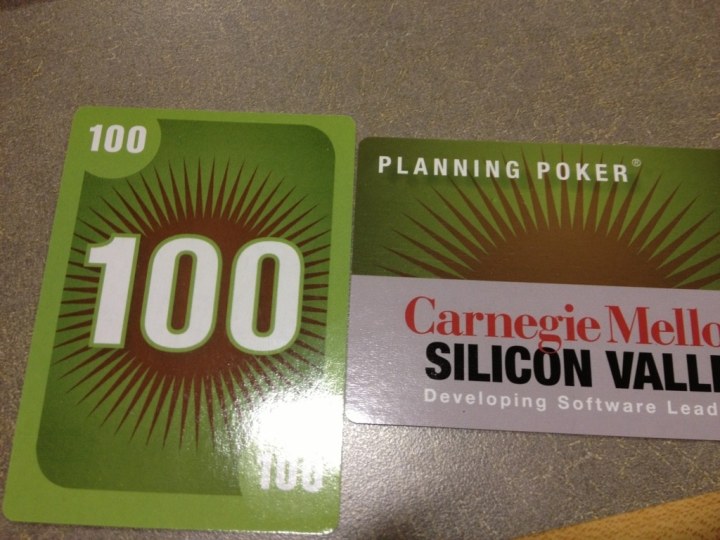 100
100
100
PLANNING POKER®
Carnegie Mello
SILICON VALL
Developing Software Lead